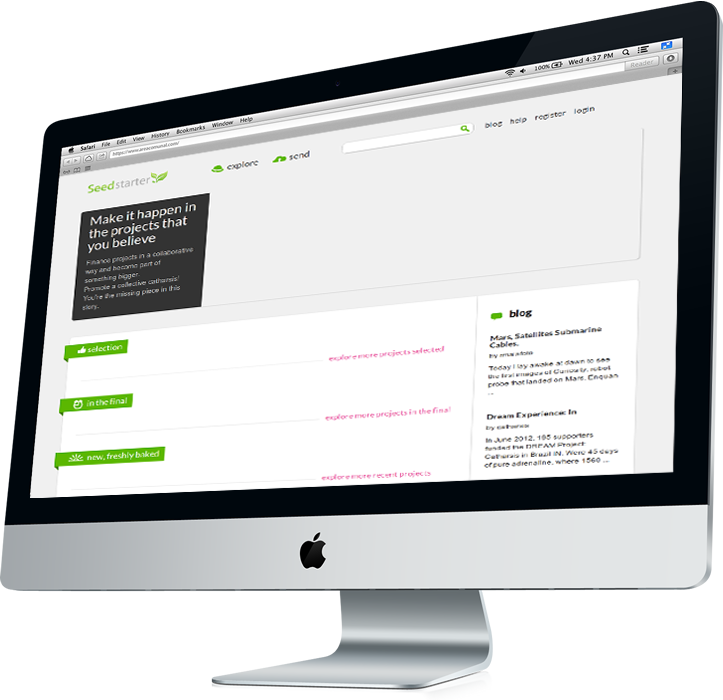 Safari File Edit View History Bookmarks Window Help
100% Wed 4:37 PM
Reader
blog help register login
explore send
Seedstarter
Make it happen in
the projects that
you believe
Finance projects in a collaborative
way and become part of
something bigger.
Promote a collective catharsis!
You're the missing piece in this
story.
selection
explore more projects selected
in the final
explore more projects in the final
new, freshly baked
explore more recent projects
blog
Mars, Satellites Submarine
Cables.
by
Today I lay awake at dawn to see
the first images of Curiosity, robot
probe that landed on Mars. Enquan
...
Dream Experience: In
by catharsis
In June 2012, 195 supporters
funded the DREAM Project:
Catharsis in Brazil IN. Were 45 days
of pure adrenaline, where 1560 ...